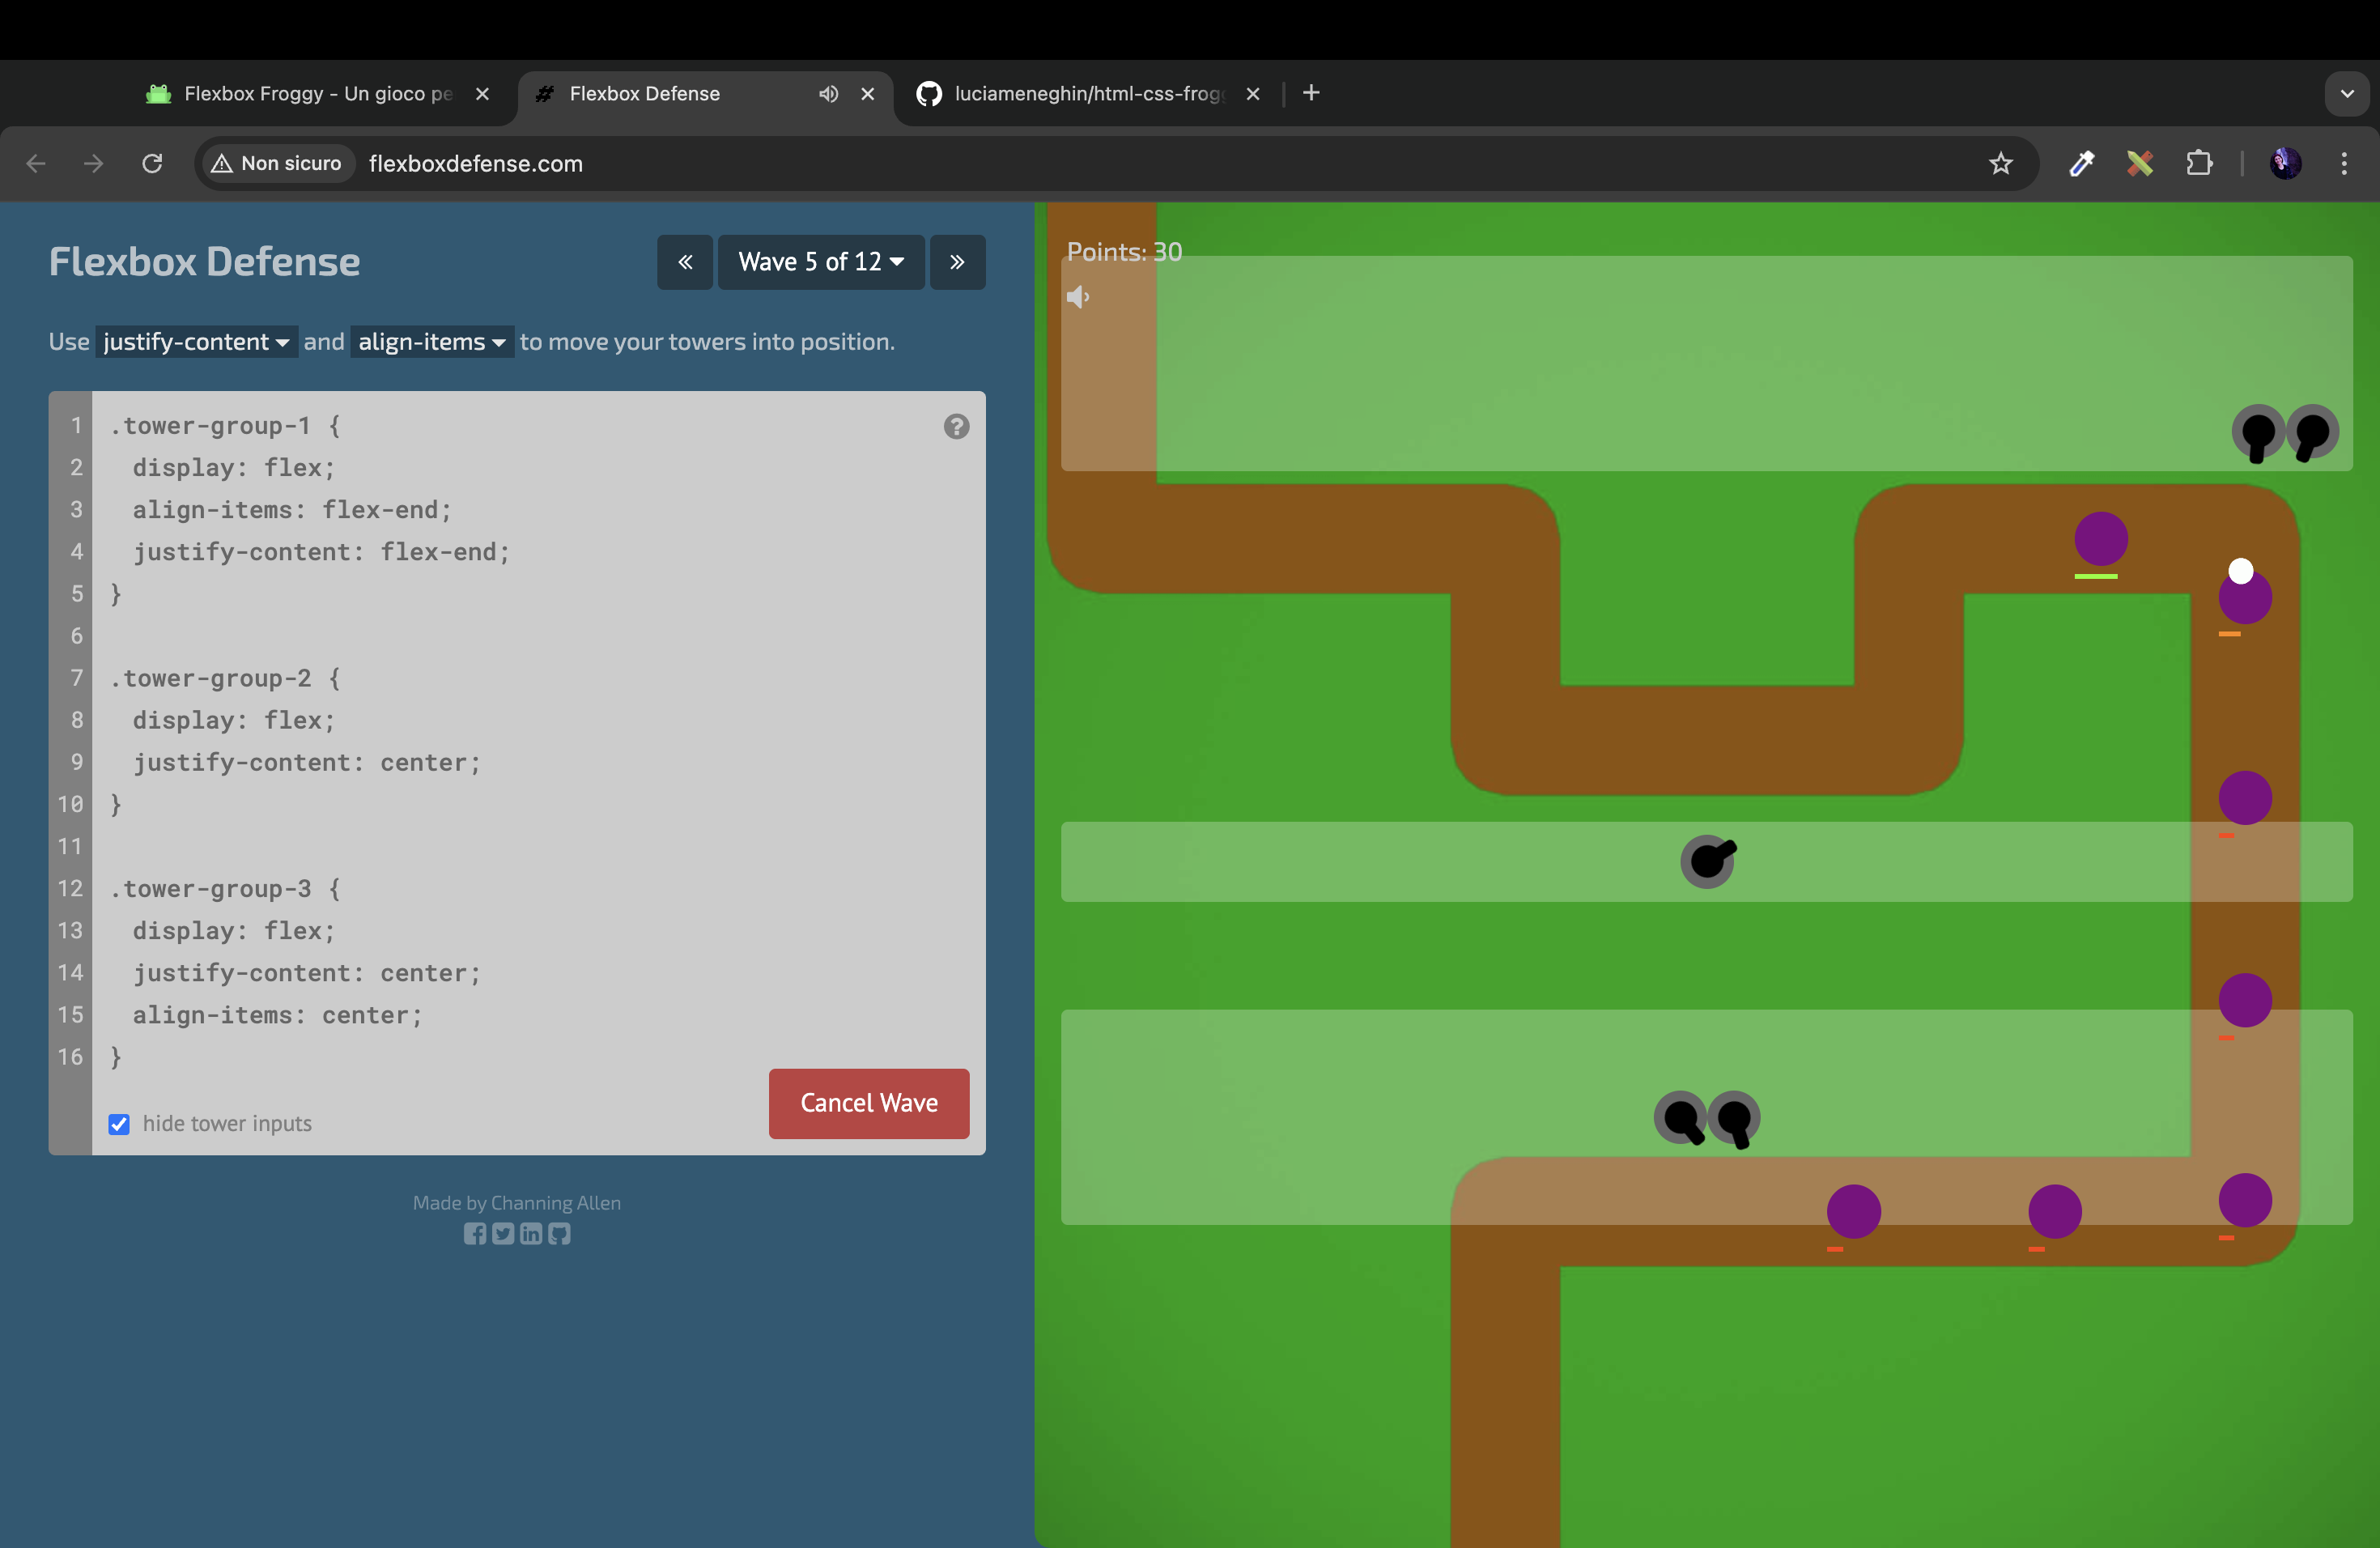 Flexbox Froggy - Un gioco pe
Flexbox Defense
luciameneghin/html-css-frog
Non sicuro
flexboxdefense.com
Flexbox Defense
Wave 5 of 12
Use justify-content and align-items to move your towers into position.
1 .tower-group-1 {
2 display: flex;
3 align-items: flex-end;
4 justify-content: flex-end;
5 }
6
7 .tower-group-2 {
8 display: flex;
9 justify-content: center;
10 }
11
12 .tower-group-3 {
13 display: flex;
14 justify-content: center;
15 align-items: center;
16 }
hide tower inputs
Cancel Wave
Made by Channing Allen
Points: 30